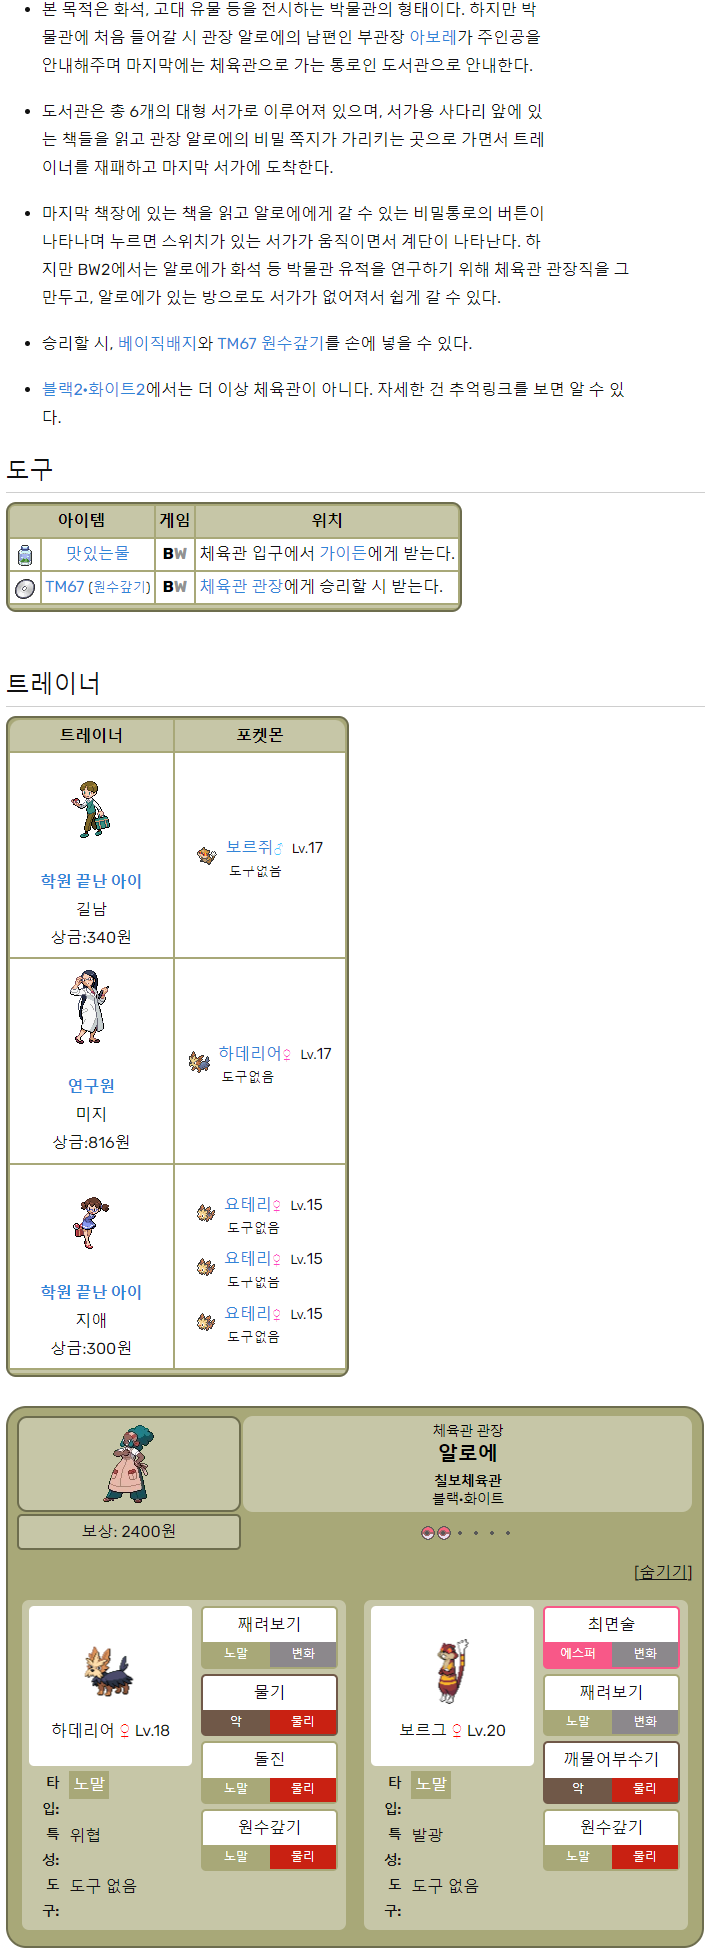 본 목적은 화석, 고대 유물 등을 전시하는 박물관의 형태이다. 하지만 박
물관에 처음 들어갈 시 관장 알로에의 남편인 부관장 아보레가 주인공을
안내해주며 마지막에는 체육관으로 가는 통로인 도서관으로 안내한다.
도서관은 총 6개의 대형 서가로 이루어져 있으며, 서가용 사다리 앞에 있
는 책들을 읽고 관장 알로에의 비밀 쪽지가 가리키는 곳으로 가면서 트레
이너를 재패하고 마지막 서가에 도착한다.
마지막 책장에 있는 책을 읽고 알로에에게 갈 수 있는 비밀통로의 버튼이
나타나며 누르면 스위치가 있는 서가가 움직이면서 계단이 나타난다. 하
지만 BW2에서는 알로에가 화석 등 박물관 유적을 연구하기 위해 체육관 관장직을 그
만두고, 알로에가 있는 방으로도 서가가 없어져서 쉽게 갈 수 있다.
승리할 시, 베이직배지와 TM67 원수갚기를 손에 넣을 수 있다.
블랙2·화이트2에서는 더 이상 체육관이 아니다. 자세한 건 추억링크를 보면 알 수 있
다.
도구
아이템 게임 위치
맛있는물 BW 체육관 입구에서 가이든에게 받는다.
TM67 (원수갚기) BW 체육관 관장에게 승리할 시 받는다.
트레이너
트레이너 포켓몬
학원 끝난 아이
길남
상금:340원
보르쥐♂ Lv.17
도구없음
연구원
미지
상금:816원
하데리어♀ Lv.17
도구없음
학원 끝난 아이
지애
상금:300원
요테리♀ Lv.15
도구없음
요테리♀ Lv.15
도구없음
요테리♀ Lv.15
도구없음
체육관 관장
알로에
칠보체육관
블랙·화이트
보상: 2400원
[숨기기]
하데리어 ♀ Lv.18
타
입:
노말
특
성:
위협
도
구:
도구 없음
째려보기
노말 변화
물기
악 물리
돌진
노말 물리
원수갚기
노말 물리
보르그 ♀ Lv.20
타
입:
노말
특
성:
발광
도
구:
도구 없음
최면술
에스퍼 변화
째려보기
노말 변화
깨물어부수기
악 물리
원수갚기
노말 물리